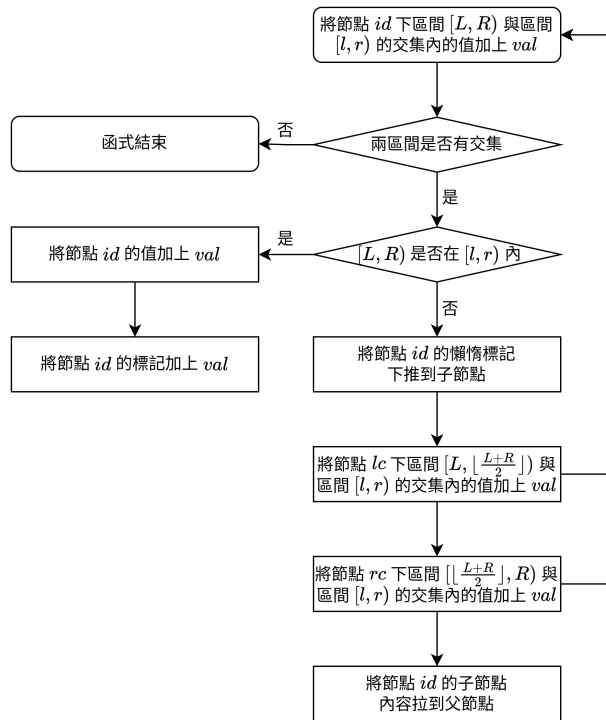 將節點 id 下區間 [L, R) 與區間
[l, r) 的交集內的值加上 val
否
函式結束
兩區間是否有交集
是
是
將節點 id 的值加上 val
[L, R) 是否在 [l, r) 內
否
將節點 id 的標記加上 val
將節點 id 的懶惰標記
下推到子節點
將節點 lc 下區間 [L, ⌊\frac{L+R}{2}⌋) 與
區間 [l, r) 的交集內的值加上 val
將節點 rc 下區間 [⌊\frac{L+R}{2}⌋, R) 與
區間 [l, r) 的交集內的值加上 val
將節點 id 的子節點
內容拉到父節點